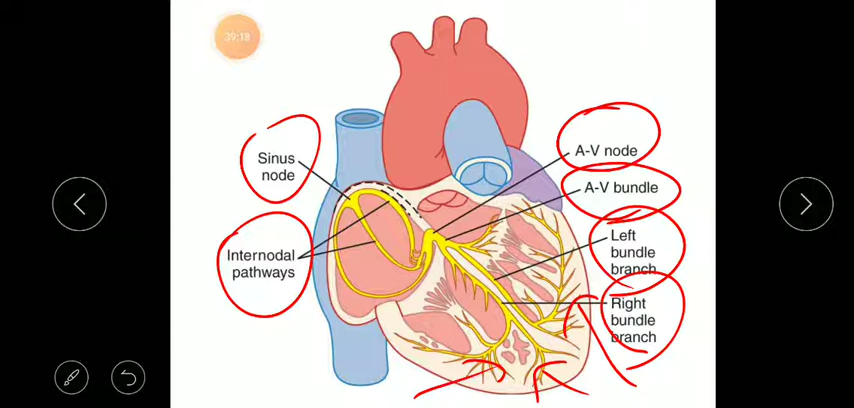 39:18
Sinus
node
Internodal
pathways
A-V node
A-V bundle
Left
bundle
branch
Right
bundle
branch